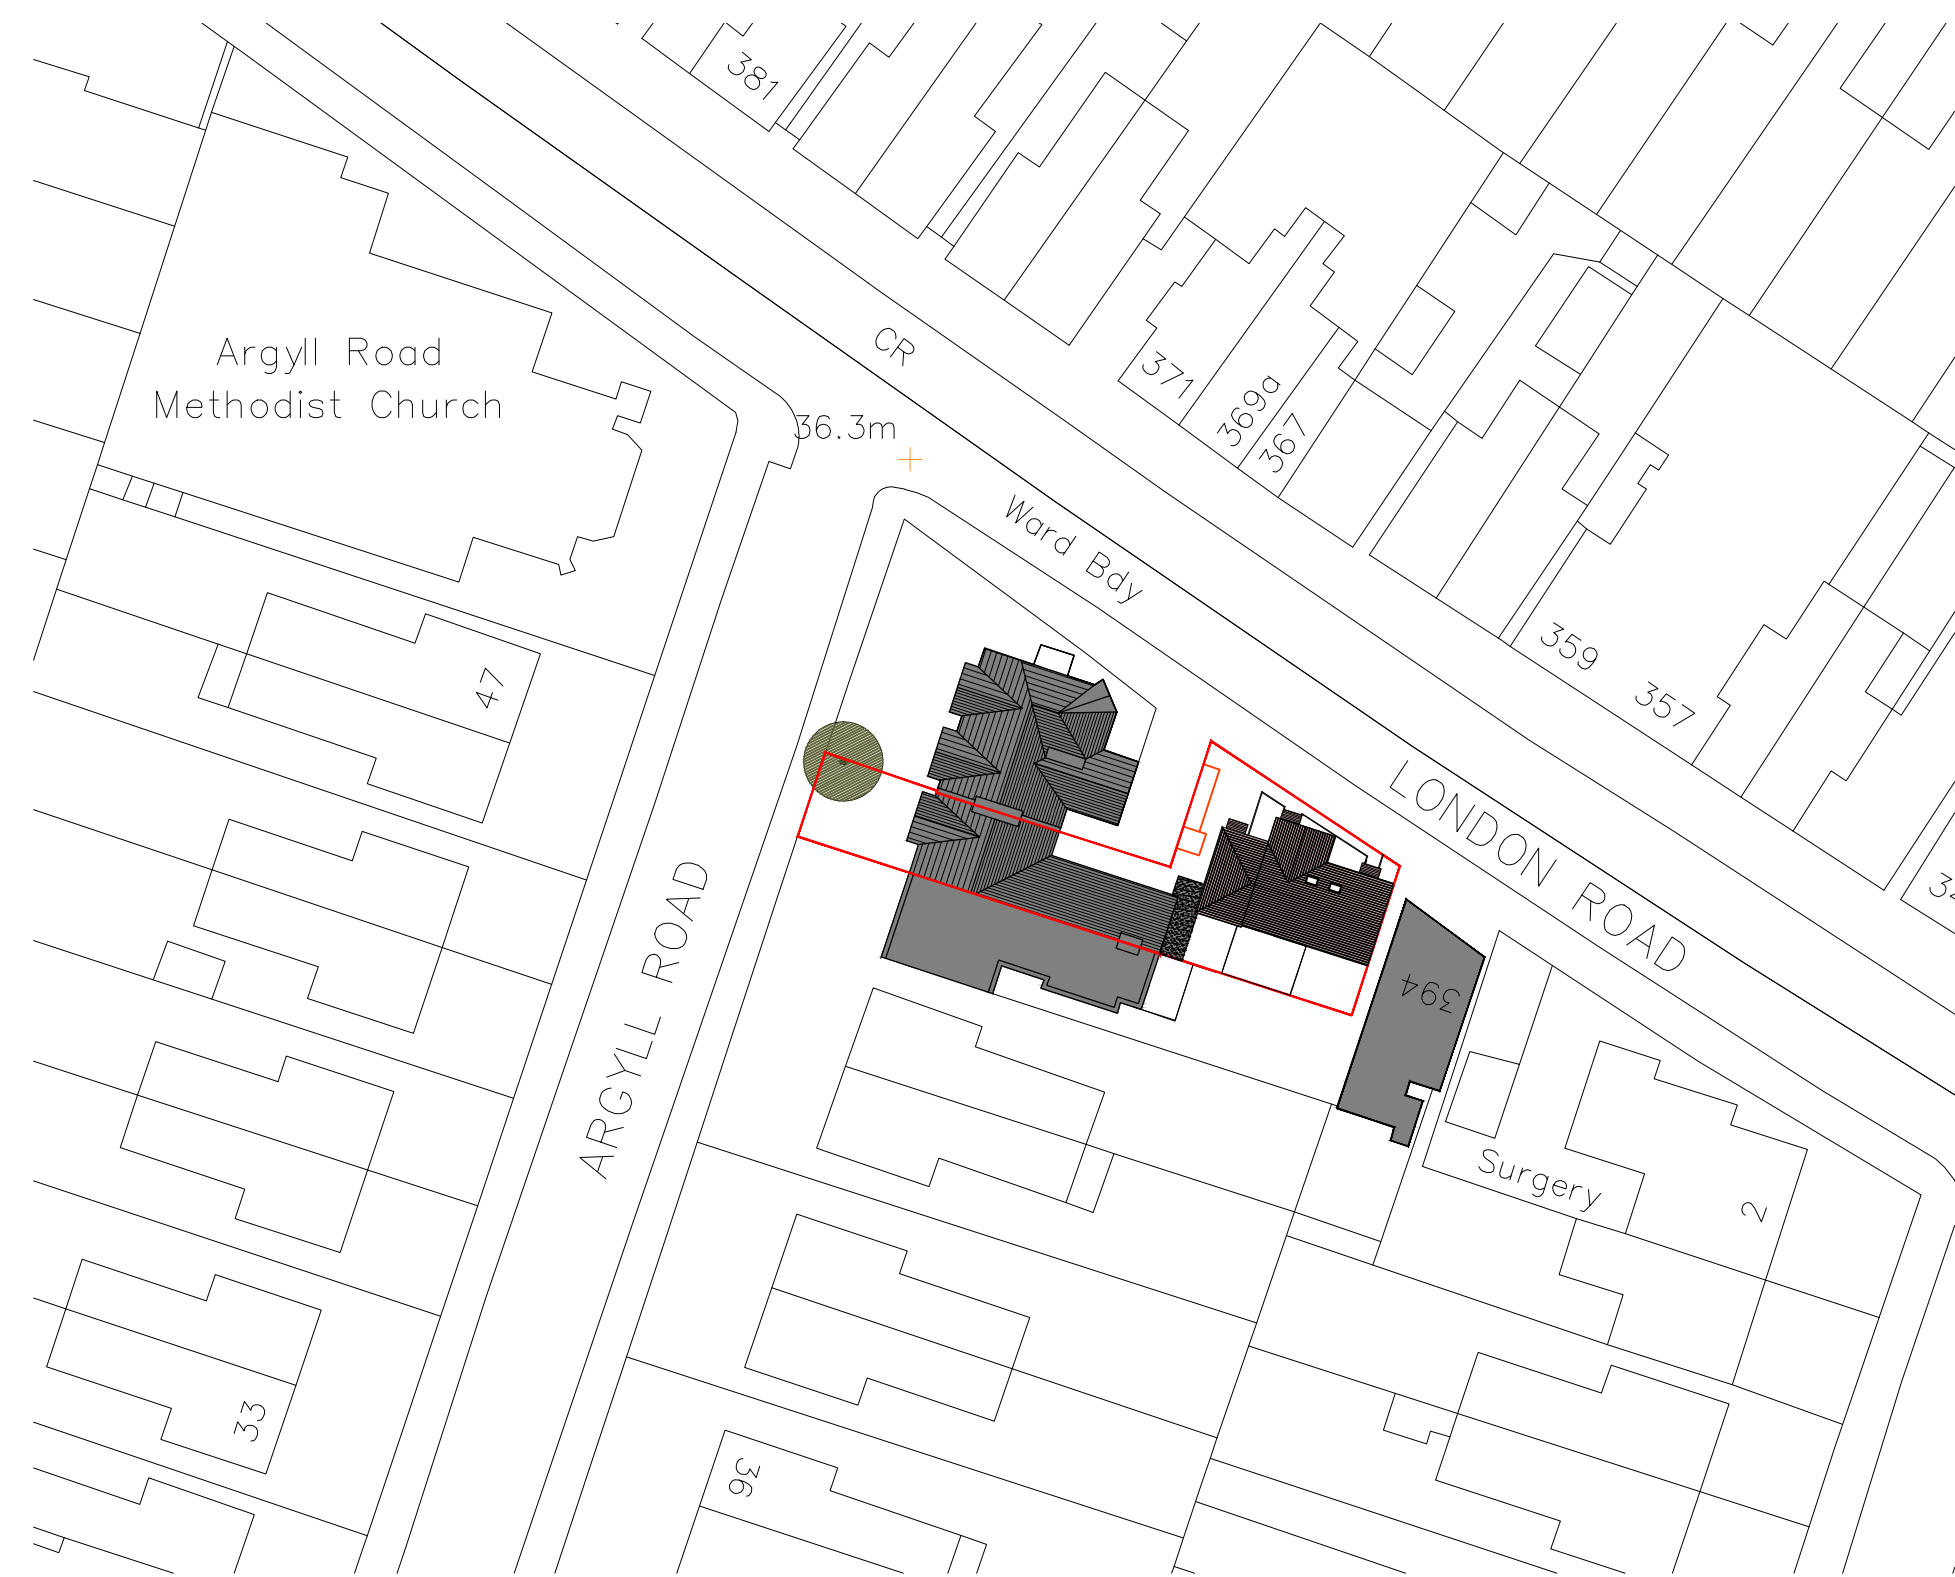 381
Argyll Road
Methodist Church
CR
371
369a
367
36.3m
Ward Bdy
359
357
47
LONDON ROAD
ARGYLL ROAD
394
Surgery
2
33
36